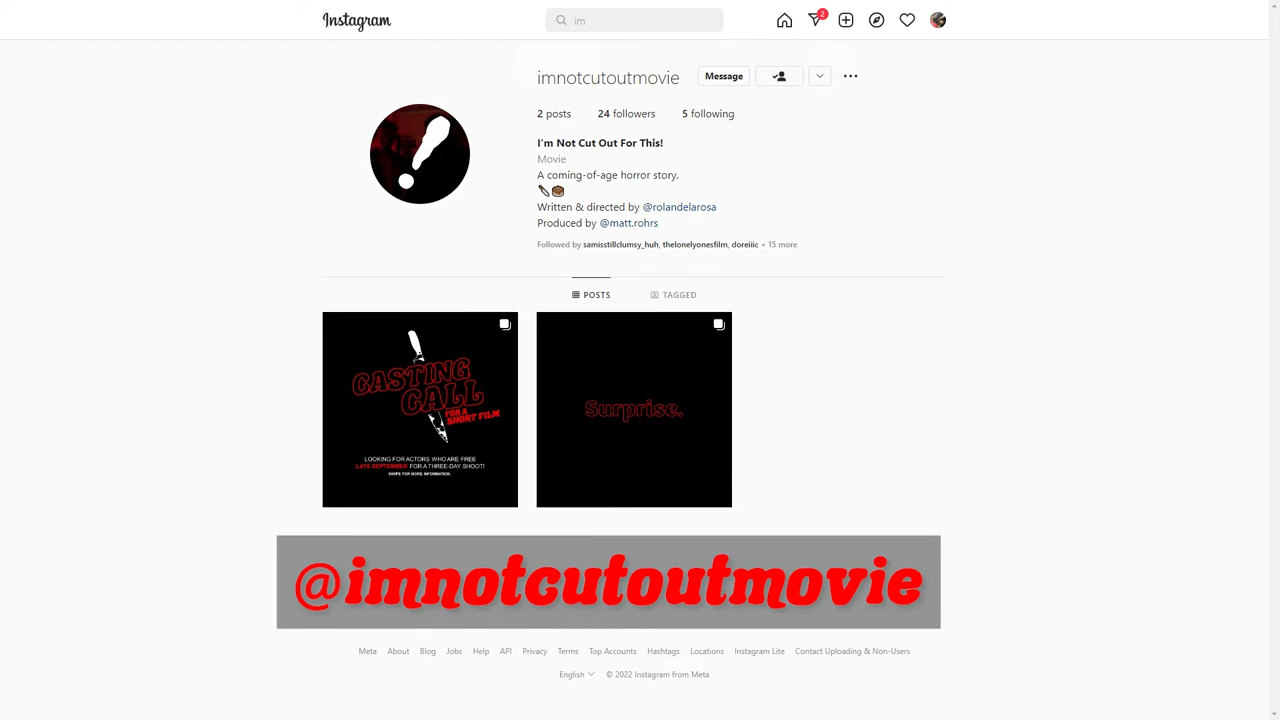 Instagram
im
2
imnotcutoutmovie
Message
2 posts
24 followers
5 following
I'm Not Cut Out For This!
Movie
A coming-of-age horror story.
Written & directed by @rolandelarosa
Produced by @matt.rohrs
Followed by samisstillclumsy_huh, thelonelyonesfilm, doreiiic + 15 more
POSTS
TAGGED
CASTING
CALL
FOR A
SHORT FILM
LOOKING FOR ACTORS WHO ARE FREE
LATE SEPTEMBER FOR A THREE-DAY SHOOT!
SWIPE FOR MORE INFORMATION.
Surprise.
@imnotcutoutmovie
Meta About Blog Jobs Help API Privacy Terms Top Accounts Hashtags Locations Instagram Lite Contact Uploading & Non-Users
English © 2022 Instagram from Meta